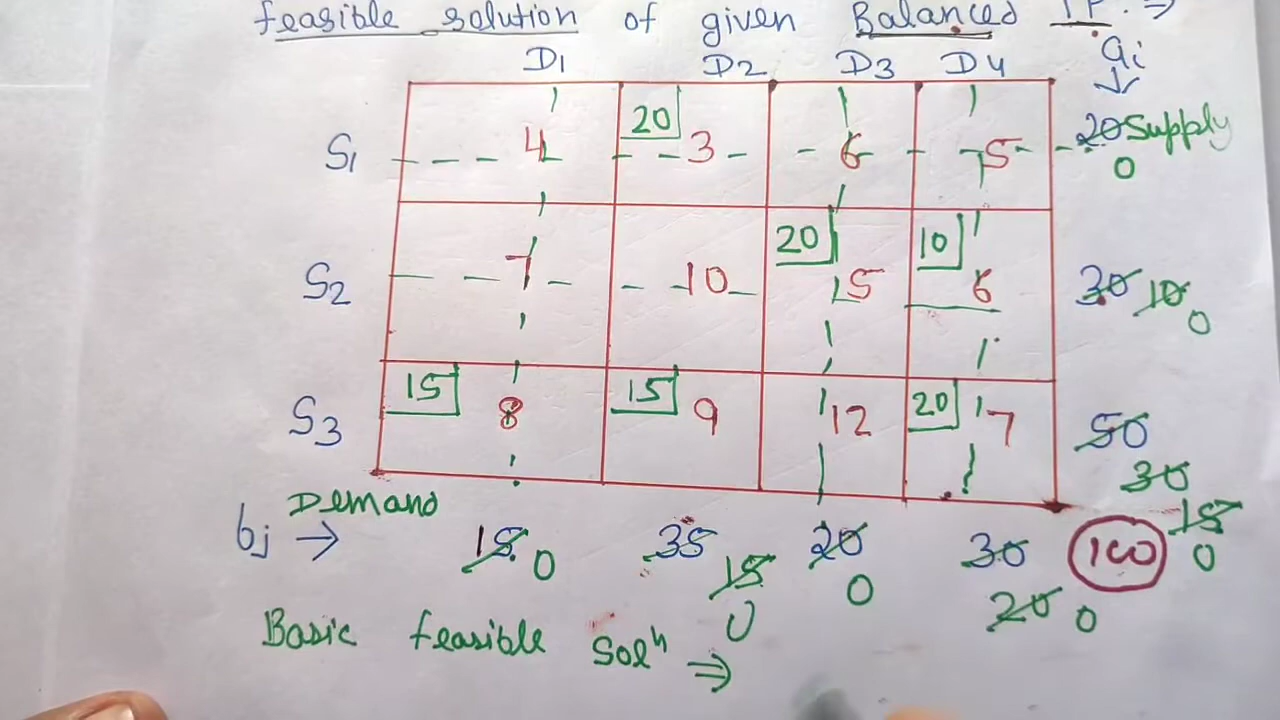 feasible solution of given Balanced TP. ⇒
D1 D2 D3 D4 ai ↓
S1 4 20 3 6 5 20 Supply
0
S2 7 10 20 5 10 6 30 10 0
S3 15 8 15 9 12 20 7 50
30
15
0
Demand
bj → 15 0 35 15 0 20 0 30 20 0 100
Basic feasible Solⁿ ⇒